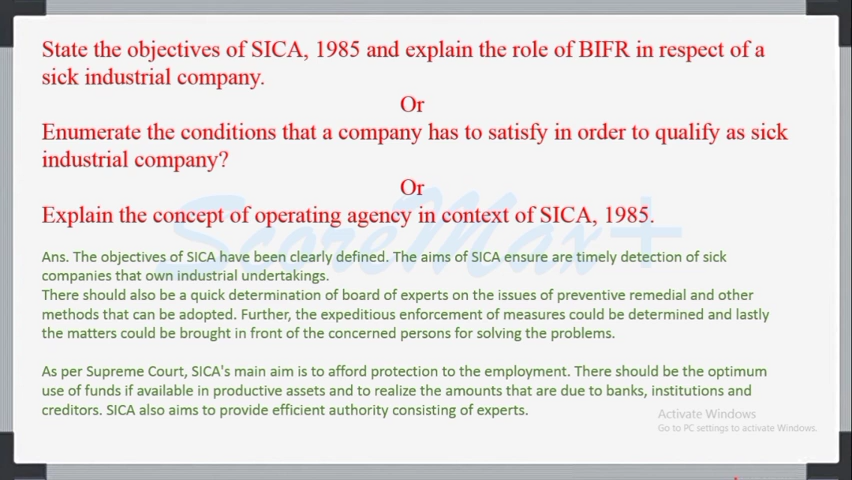 State the objectives of SICA, 1985 and explain the role of BIFR in respect of a
sick industrial company.
Or
Enumerate the conditions that a company has to satisfy in order to qualify as sick
industrial company?
Or
Explain the concept of operating agency in context of SICA, 1985.
Ans. The objectives of SICA have been clearly defined. The aims of SICA ensure are timely detection of sick
companies that own industrial undertakings.
There should also be a quick determination of board of experts on the issues of preventive remedial and other
methods that can be adopted. Further, the expeditious enforcement of measures could be determined and lastly
the matters could be brought in front of the concerned persons for solving the problems.
As per Supreme Court, SICA's main aim is to afford protection to the employment. There should be the optimum
use of funds if available in productive assets and to realize the amounts that are due to banks, institutions and
creditors. SICA also aims to provide efficient authority consisting of experts.
ScoreMax+
Activate Windows
Go to PC settings to activate Windows.